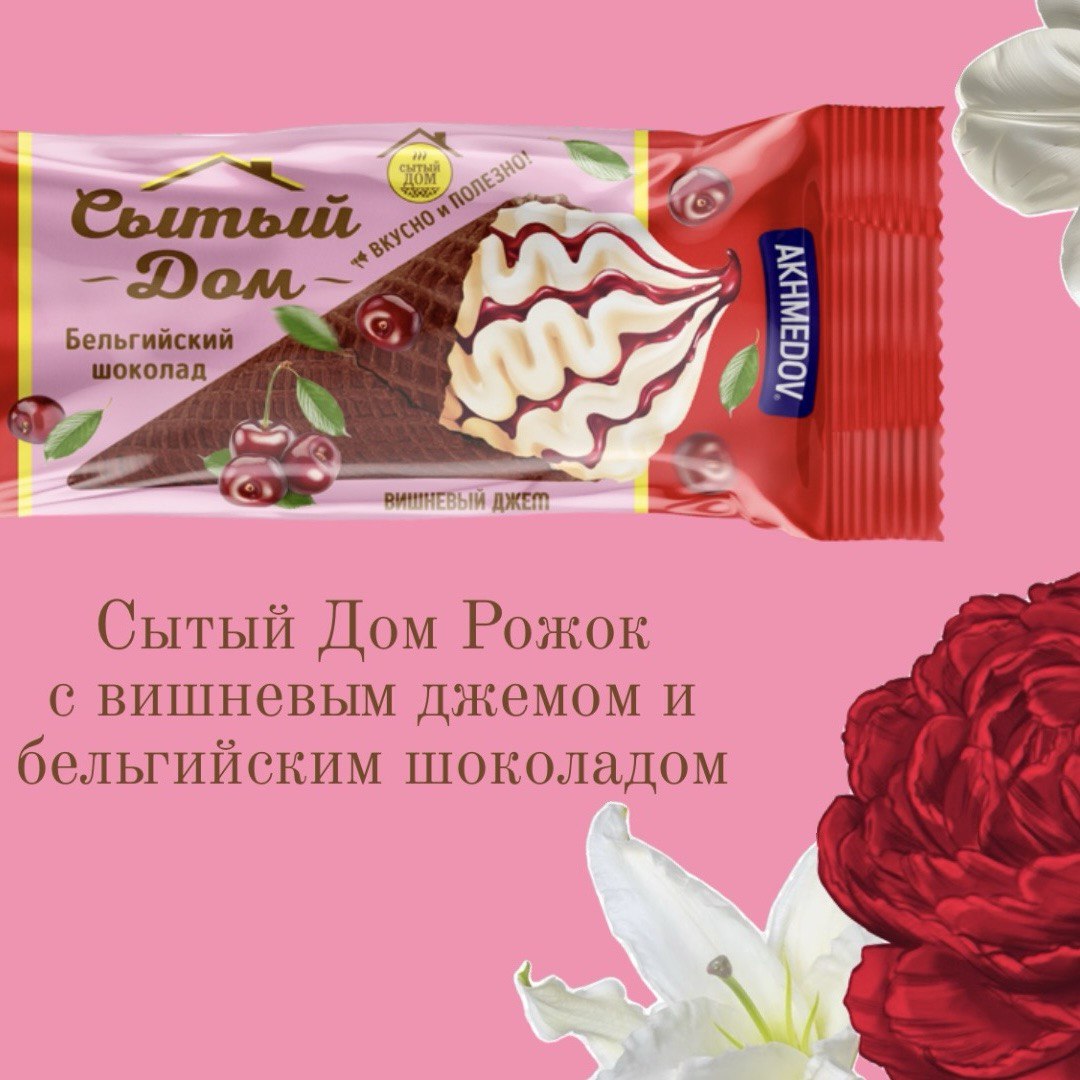 Сытый
Дом
Бельгийский
шоколад
СЫТЫЙ
ДОМ
ВКУСНО и ПОЛЕЗНО!
AKHMEDOV
ВИШНЕВЫЙ ДЖЕМ
Сытый Дом Рожок
с вишневым джемом и
бельгийским шоколадом